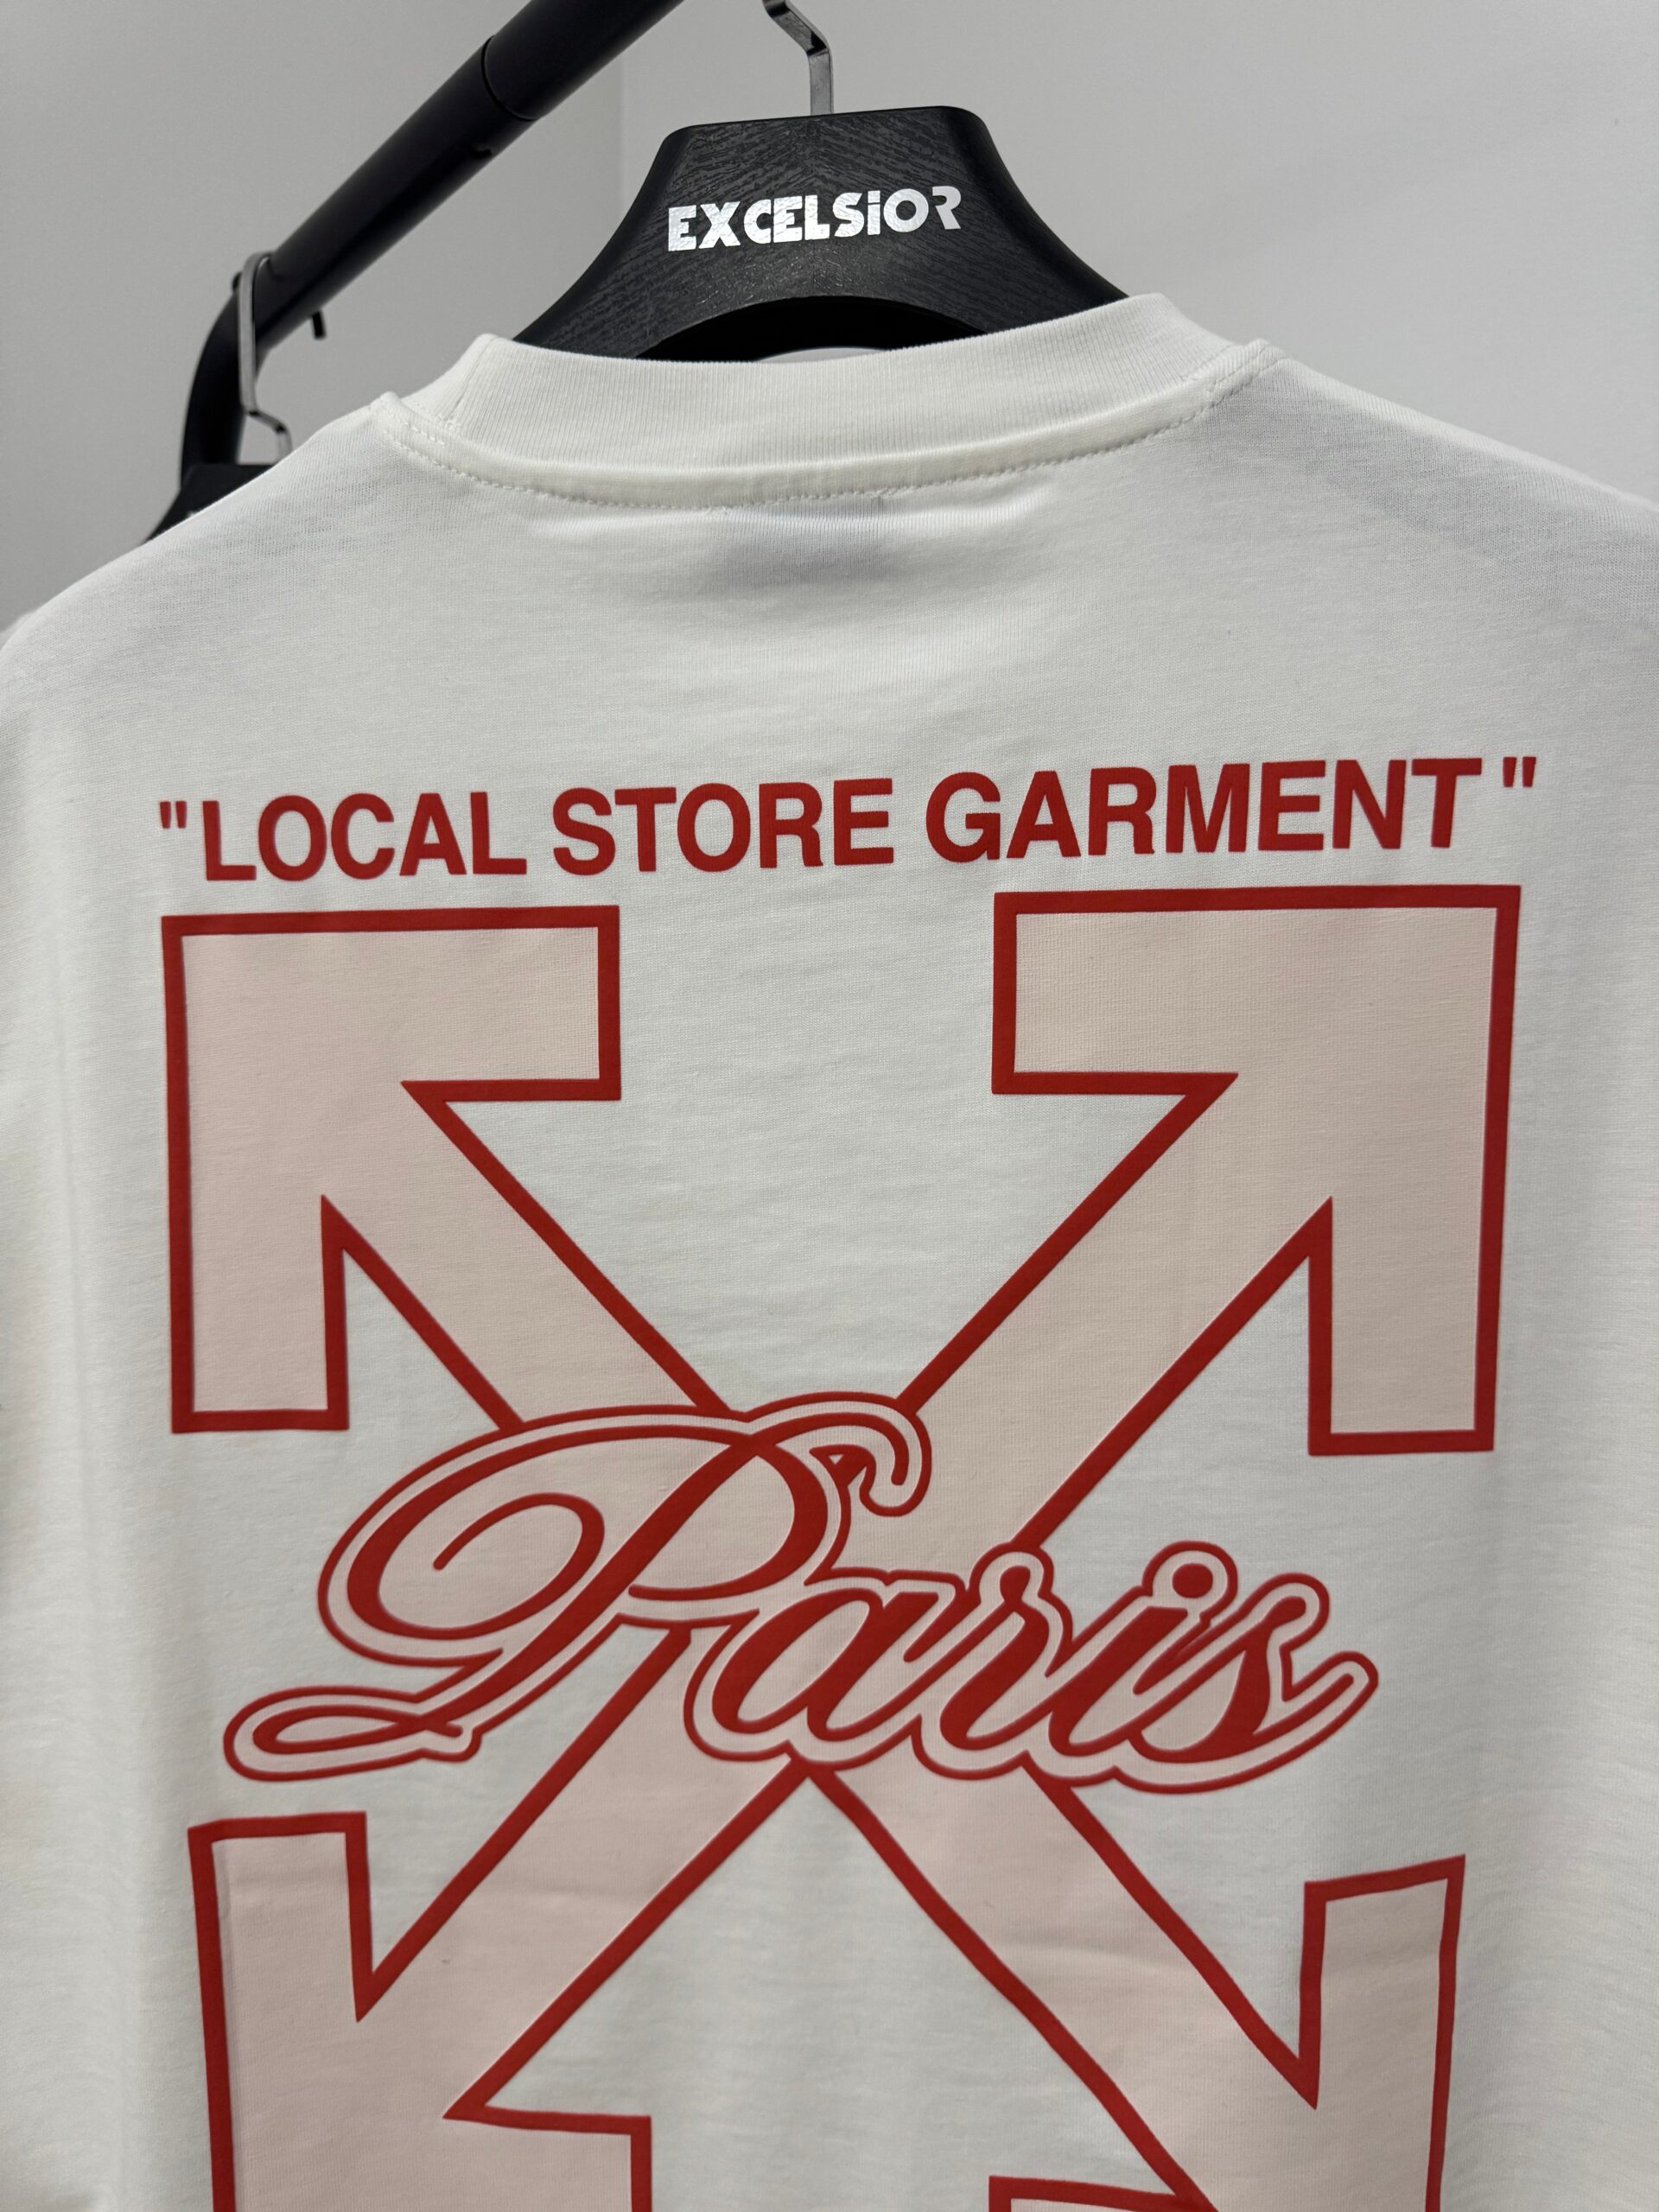 EXCELSiOR
"LOCAL STORE GARMENT"
Paris